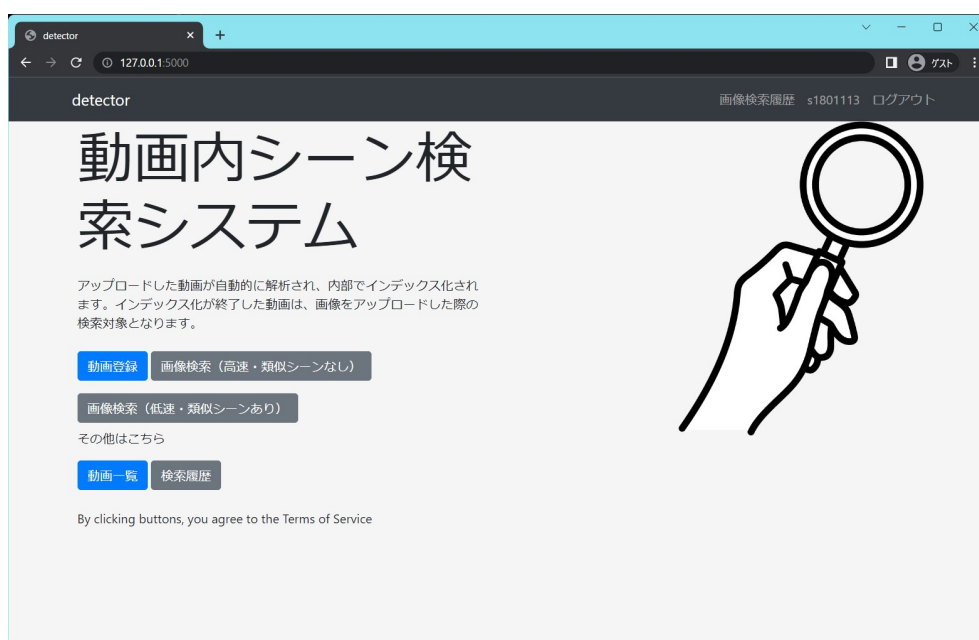 detector
127.0.0.1:5000
ゲスト
detector
画像検索履歴 s1801113 ログアウト
動画内シーン検
索システム
アップロードした動画が自動的に解析され、内部でインデックス化され
ます。インデックス化が終了した動画は、画像をアップロードした際の
検索対象となります。
動画登録 画像検索（高速・類似シーンなし）
画像検索（低速・類似シーンあり）
その他はこちら
動画一覧 検索履歴
By clicking buttons, you agree to the Terms of Service